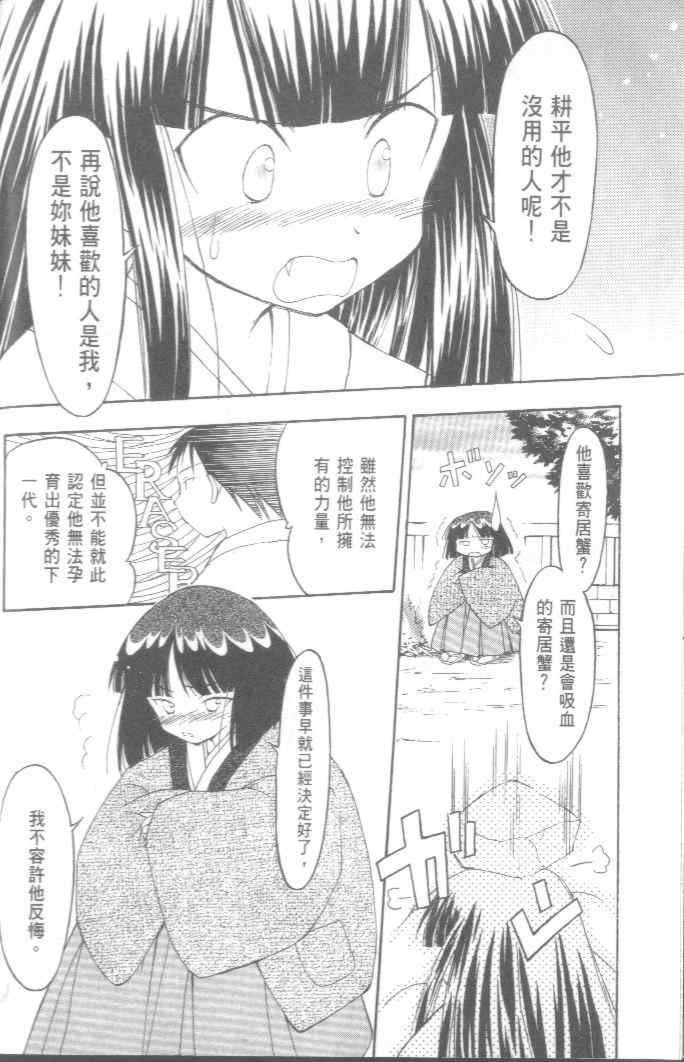 耕平他才不是
沒用的人呢！
再說他喜歡的人是我，
不是妳妹妹！
他喜歡寄居蟹？
而且還是會吸血
的寄居蟹？
ボソッ
ガーン
雖然他無法
控制他所擁
有的力量，
但並不能就此
認定他無法孕
育出優秀的下
一代。
ERASER
這件事早就已經決定好了，
我不容許他反悔。